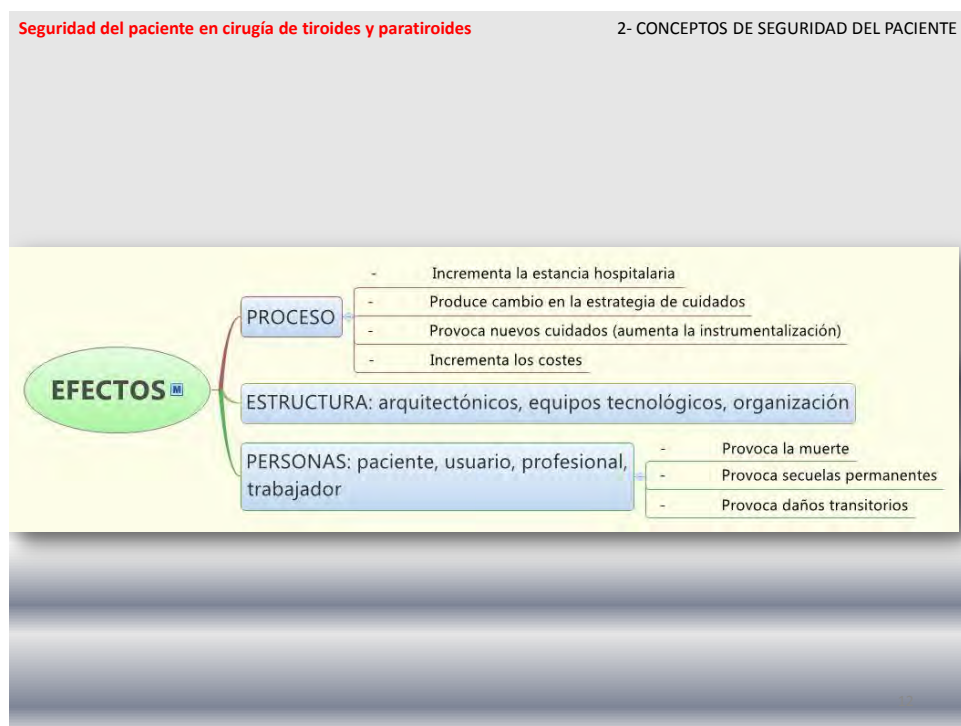 Seguridad del paciente en cirugía de tiroides y paratiroides
2- CONCEPTOS DE SEGURIDAD DEL PACIENTE
EFECTOS
M
PROCESO
- Incrementa la estancia hospitalaria
- Produce cambio en la estrategia de cuidados
- Provoca nuevos cuidados (aumenta la instrumentalización)
- Incrementa los costes
ESTRUCTURA: arquitectónicos, equipos tecnológicos, organización
PERSONAS: paciente, usuario, profesional,
trabajador
- Provoca la muerte
- Provoca secuelas permanentes
- Provoca daños transitorios